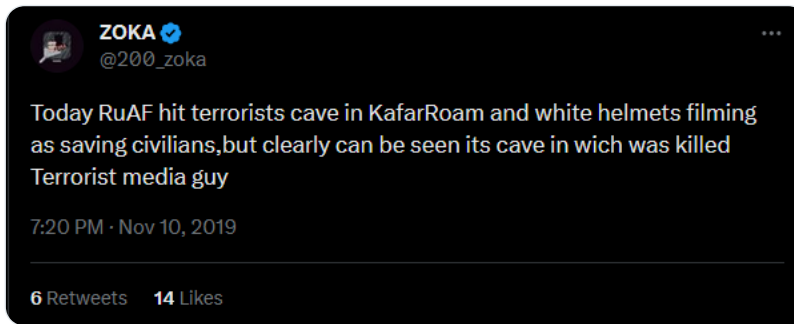 ZOKA
@200_zoka
Today RuAF hit terrorists cave in KafarRoam and white helmets filming
as saving civilians,but clearly can be seen its cave in wich was killed
Terrorist media guy
7:20 PM · Nov 10, 2019
6 Retweets 14 Likes